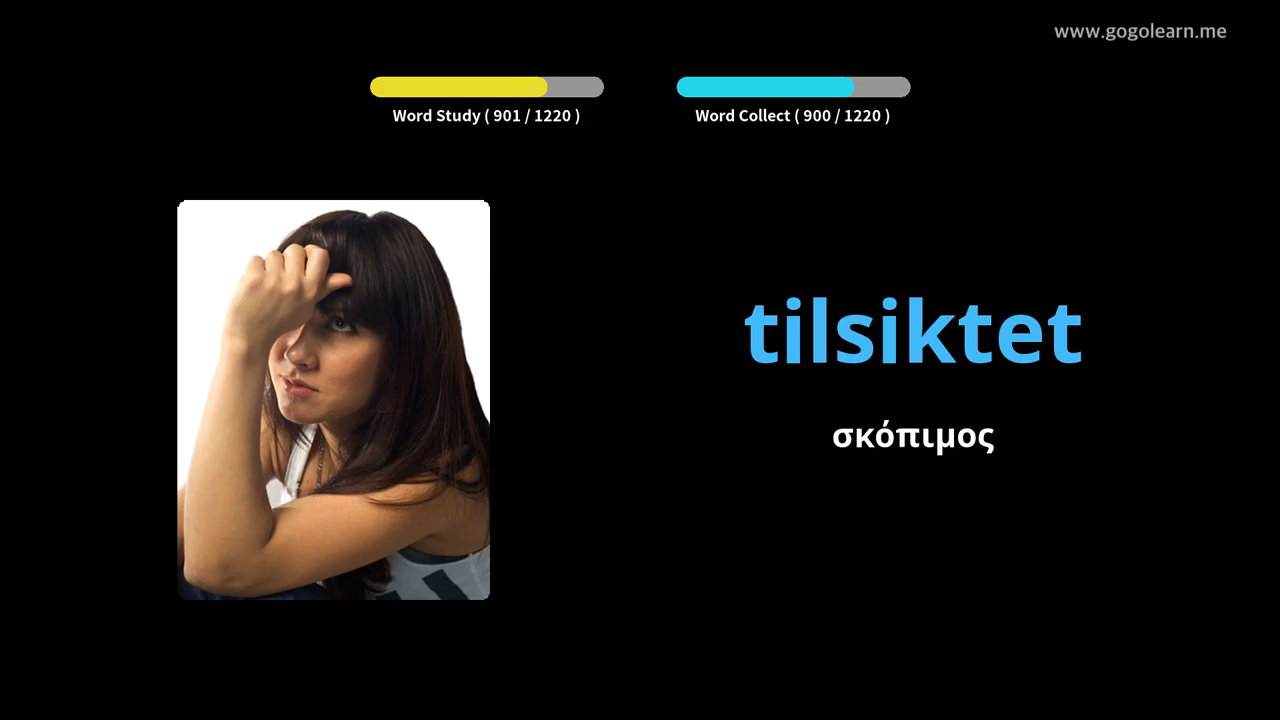 www.gogolearn.me
Word Study ( 901 / 1220 )
Word Collect ( 900 / 1220 )
tilsiktet
σκόπιμος